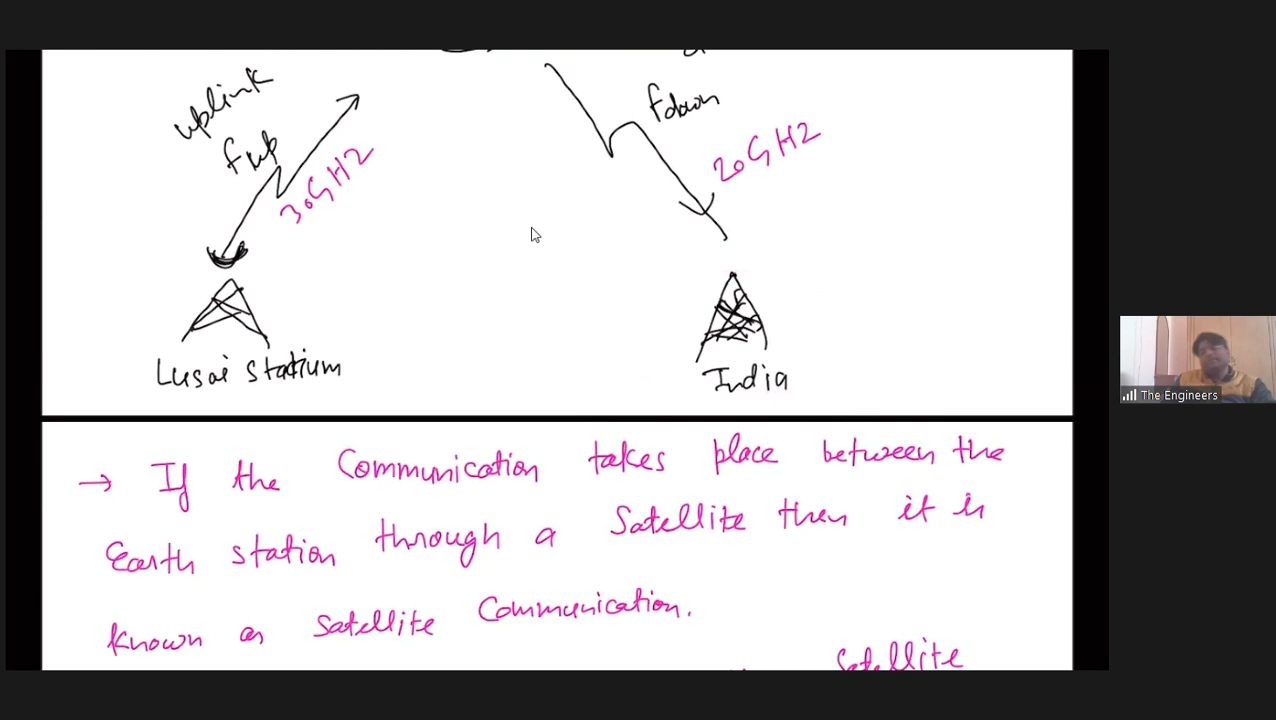 uplink
fup
30GHZ
fdown
20GHZ
Lusai statium
India
→ If the Communication takes place between the
Earth station through a Satellite then it is
known as Satellite Communication.
Satellite
The Engineers